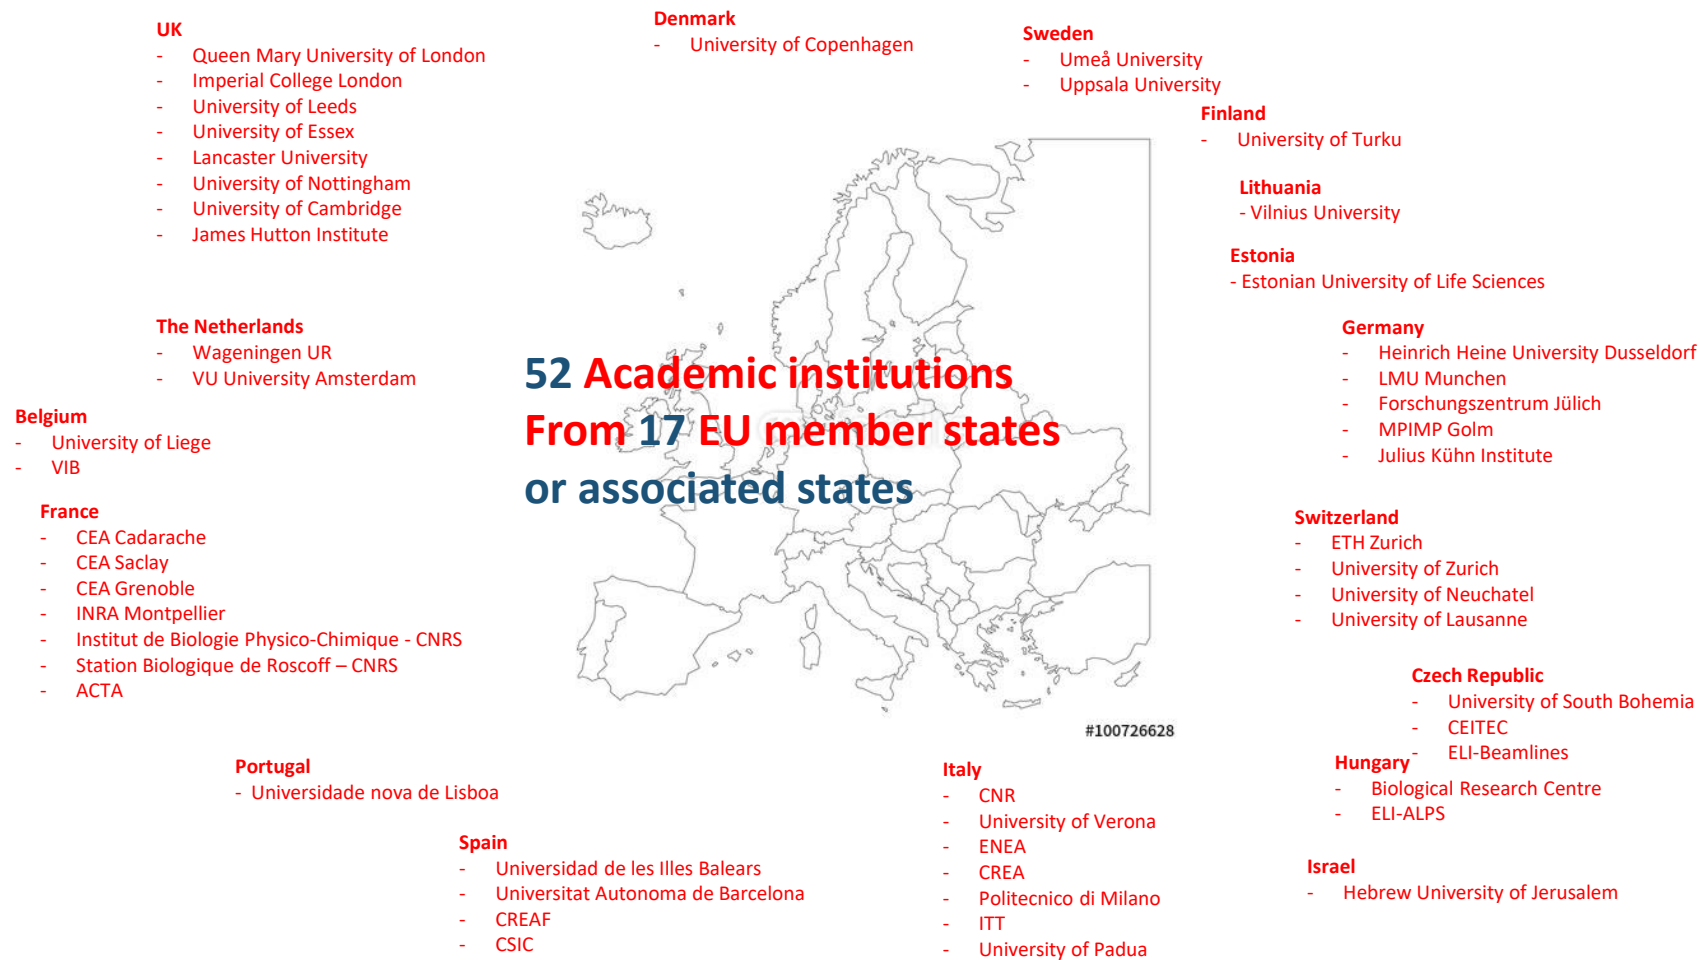 UK
- Queen Mary University of London
- Imperial College London
- University of Leeds
- University of Essex
- Lancaster University
- University of Nottingham
- University of Cambridge
- James Hutton Institute
Denmark
- University of Copenhagen
Sweden
- Umeå University
- Uppsala University
Finland
- University of Turku
Lithuania
- Vilnius University
Estonia
- Estonian University of Life Sciences
The Netherlands
- Wageningen UR
- VU University Amsterdam
52 Academic institutions
From 17 EU member states
or associated states
Germany
- Heinrich Heine University Dusseldorf
- LMU Munchen
- Forschungszentrum Jülich
- MPIMP Golm
- Julius Kühn Institute
Belgium
- University of Liege
- VIB
France
- CEA Cadarache
- CEA Saclay
- CEA Grenoble
- INRA Montpellier
- Institut de Biologie Physico-Chimique - CNRS
- Station Biologique de Roscoff – CNRS
- ACTA
Switzerland
- ETH Zurich
- University of Zurich
- University of Neuchatel
- University of Lausanne
Czech Republic
- University of South Bohemia
- CEITEC
- ELI-Beamlines
#100726628
Hungary
- Biological Research Centre
- ELI-ALPS
Portugal
- Universidade nova de Lisboa
Spain
- Universidad de les Illes Balears
- Universitat Autonoma de Barcelona
- CREAF
- CSIC
Italy
- CNR
- University of Verona
- ENEA
- CREA
- Politecnico di Milano
- ITT
- University of Padua
Israel
- Hebrew University of Jerusalem